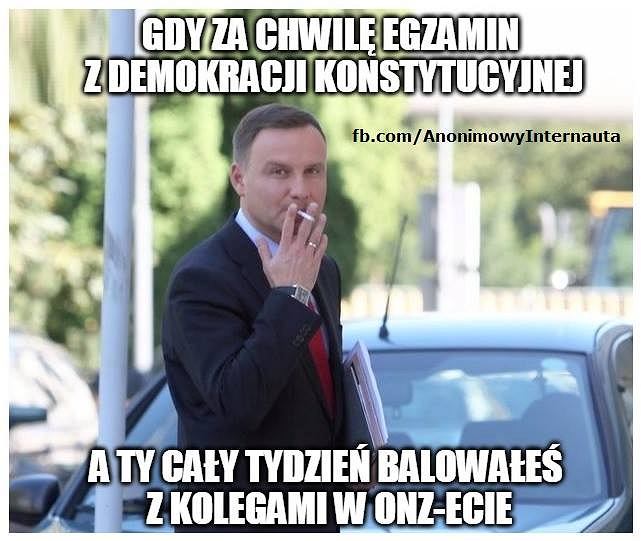 GDY ZA CHWILĘ EGZAMIN
Z DEMOKRACJI KONSTYTUCYJNEJ
fb.com/AnonimowyInternauta
A TY CAŁY TYDZIEŃ BALOWAŁEŚ
Z KOLEGAMI W ONZ-ECIE